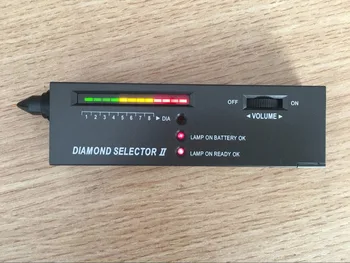 1 2 3 4 5 6 7 8 DIA
OFF ON
VOLUME
LAMP ON BATTERY OK
LAMP ON READY OK
DIAMOND SELECTOR II